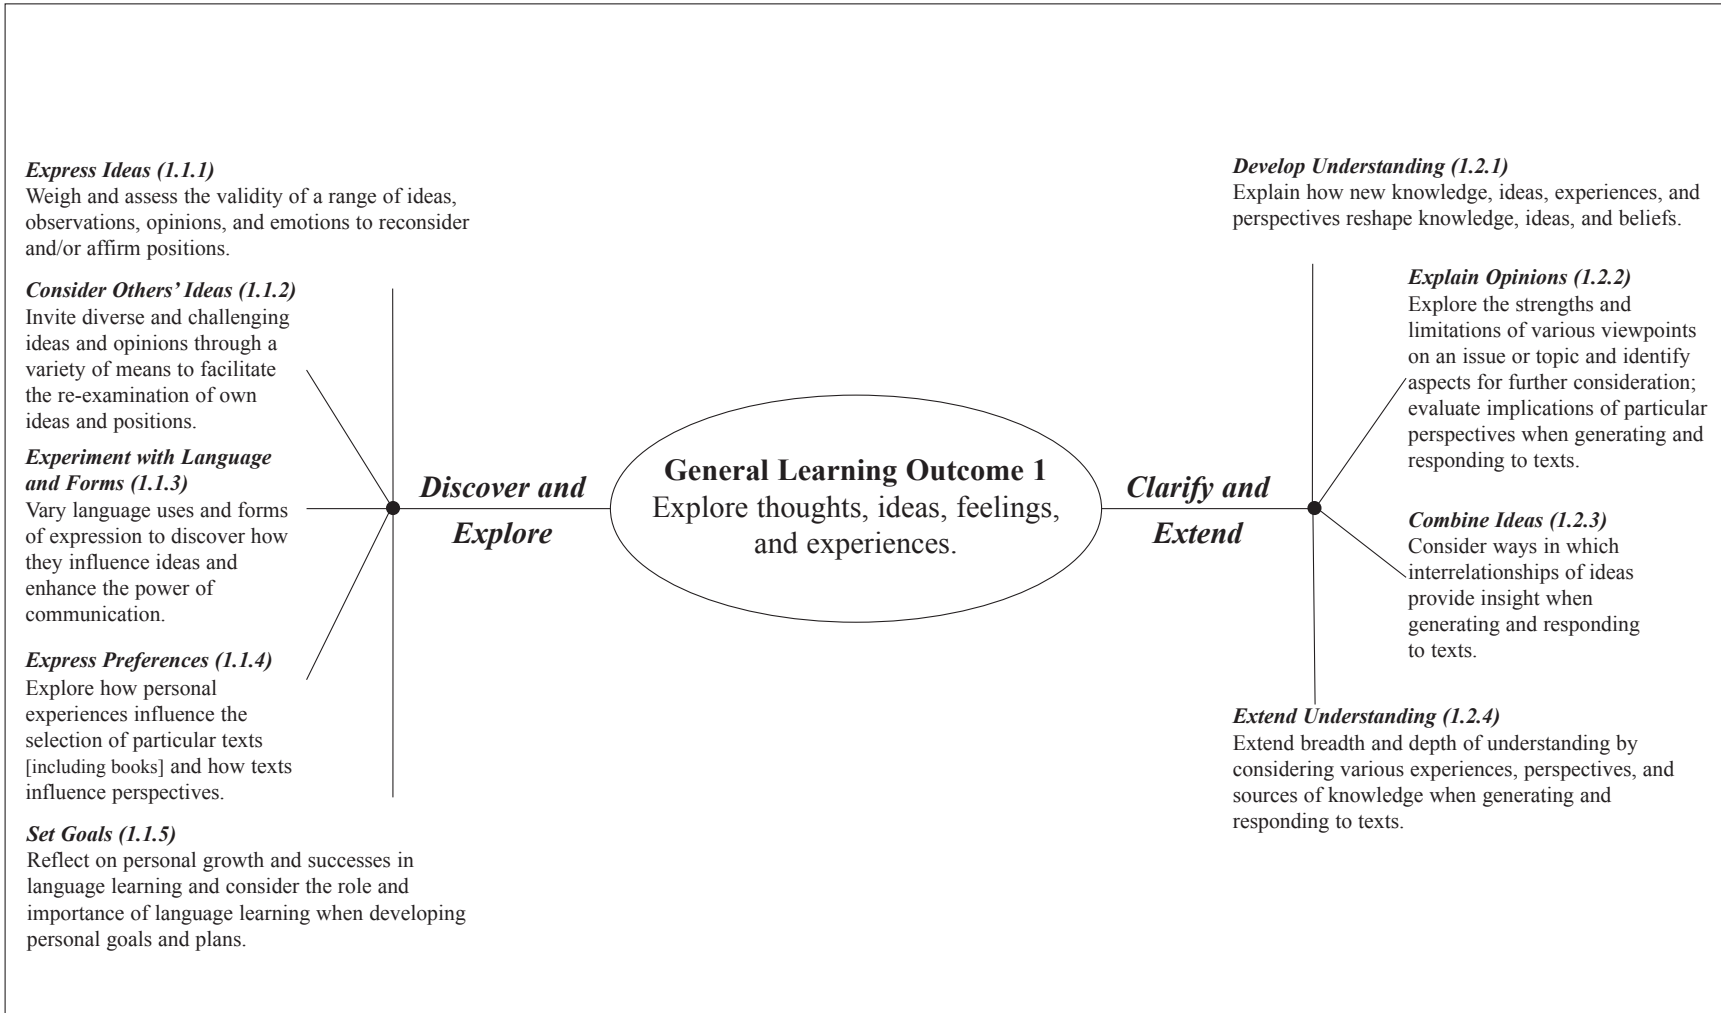 Express Ideas (1.1.1)
Weigh and assess the validity of a range of ideas,
observations, opinions, and emotions to reconsider
and/or affirm positions.
Consider Others’ Ideas (1.1.2)
Invite diverse and challenging
ideas and opinions through a
variety of means to facilitate
the re-examination of own
ideas and positions.
Experiment with Language
and Forms (1.1.3)
Vary language uses and forms
of expression to discover how
they influence ideas and
enhance the power of
communication.
Express Preferences (1.1.4)
Explore how personal
experiences influence the
selection of particular texts
[including books] and how texts
influence perspectives.
Set Goals (1.1.5)
Reflect on personal growth and successes in
language learning and consider the role and
importance of language learning when developing
personal goals and plans.
Discover and
Explore
General Learning Outcome 1
Explore thoughts, ideas, feelings,
and experiences.
Clarify and
Extend
Develop Understanding (1.2.1)
Explain how new knowledge, ideas, experiences, and
perspectives reshape knowledge, ideas, and beliefs.
Explain Opinions (1.2.2)
Explore the strengths and
limitations of various viewpoints
on an issue or topic and identify
aspects for further consideration;
evaluate implications of particular
perspectives when generating and
responding to texts.
Combine Ideas (1.2.3)
Consider ways in which
interrelationships of ideas
provide insight when
generating and responding
to texts.
Extend Understanding (1.2.4)
Extend breadth and depth of understanding by
considering various experiences, perspectives, and
sources of knowledge when generating and
responding to texts.